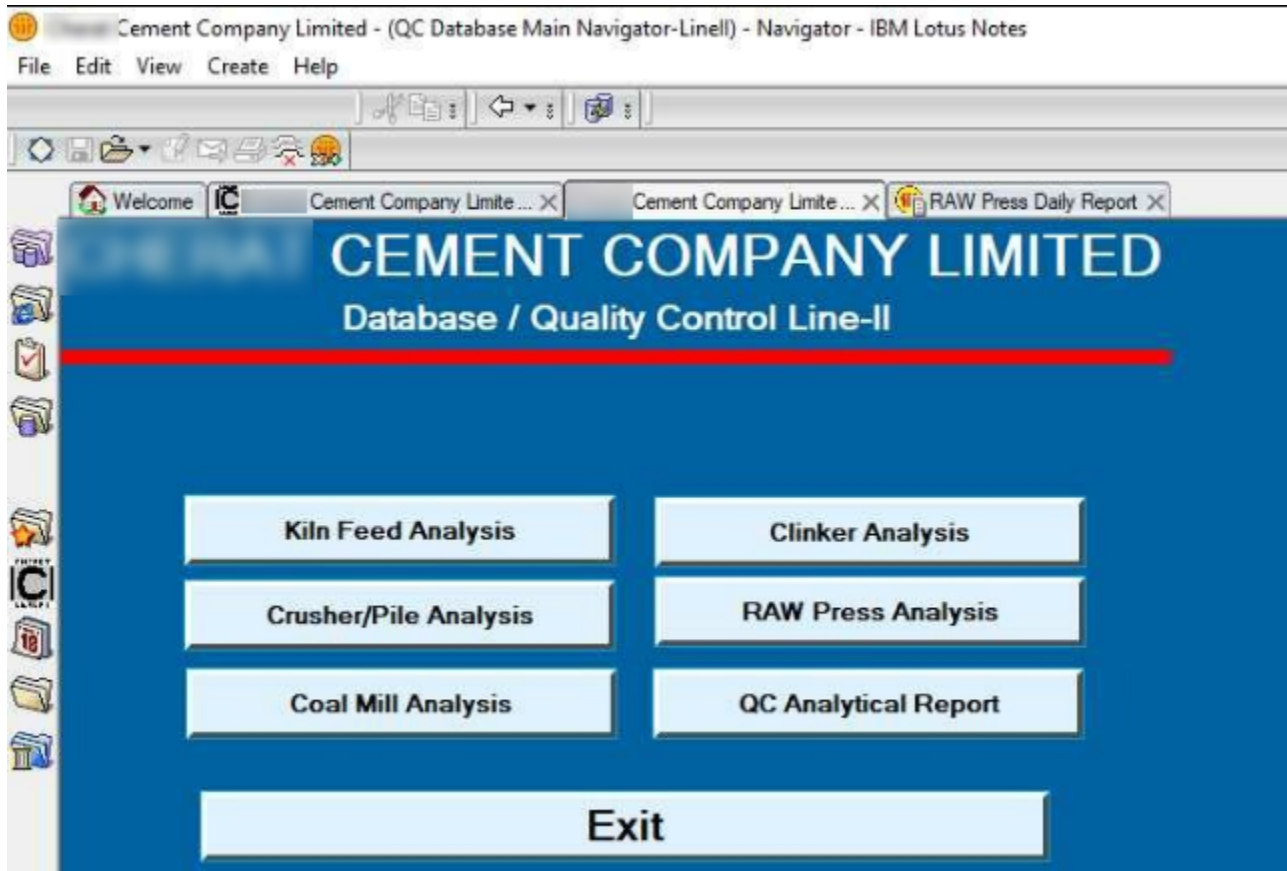 Cement Company Limited - (QC Database Main Navigator-LineII) - Navigator - IBM Lotus Notes
File Edit View Create Help
Welcome Cement Company Limite ... Cement Company Limite ... RAW Press Daily Report
CEMENT COMPANY LIMITED
Database / Quality Control Line-II
Kiln Feed Analysis Clinker Analysis
Crusher/Pile Analysis RAW Press Analysis
Coal Mill Analysis QC Analytical Report
18
Exit